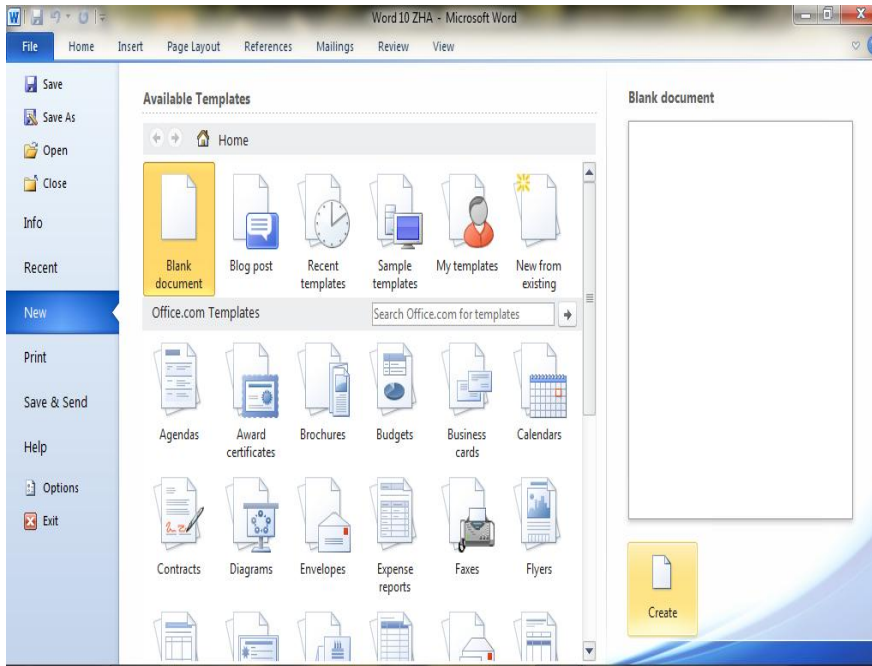 Word 10 ZHA - Microsoft Word
File Home Insert Page Layout References Mailings Review View
Save
Save As
Open
Close
Info
Recent
New
Print
Save & Send
Help
Options
Exit
Available Templates
Home
Blank document
Blog post
Recent templates
Sample templates
My templates
New from existing
Office.com Templates
Search Office.com for templates
Agendas
Award certificates
Brochures
Budgets
Business cards
Calendars
Contracts
Diagrams
Envelopes
Expense reports
Faxes
Flyers
Blank document
Create